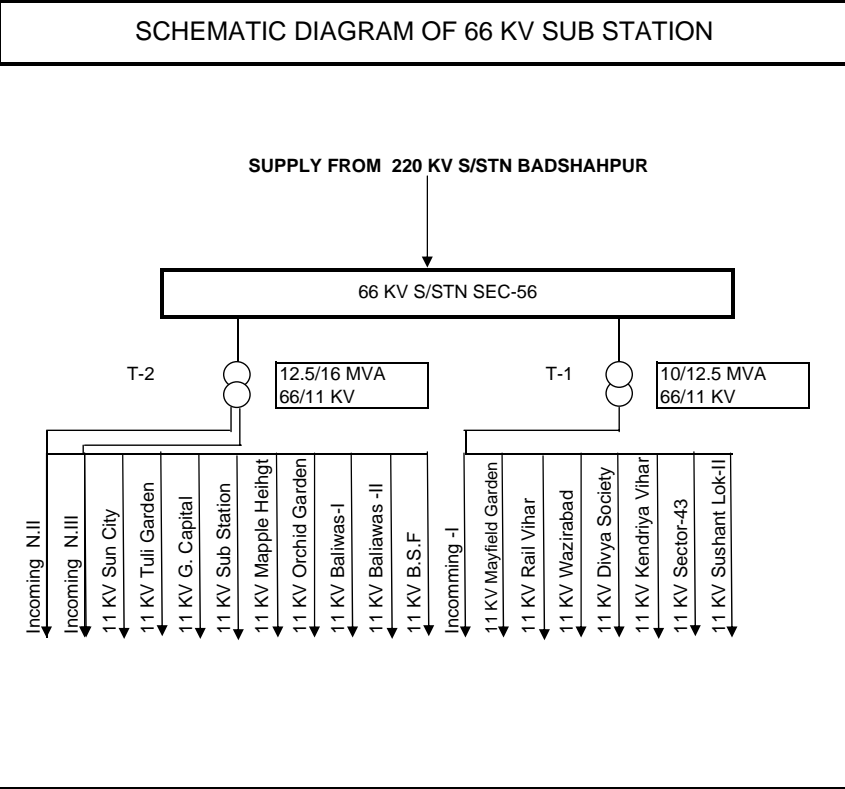 SCHEMATIC DIAGRAM OF 66 KV SUB STATION
SUPPLY FROM  220 KV S/STN BADSHAHPUR
66 KV S/STN SEC-56
T-2
12.5/16 MVA
66/11 KV
T-1
10/12.5 MVA
66/11 KV
Incoming  N.II
Incoming  N.III
11 KV Sun City
11 KV Tuli Garden
11 KV G. Capital
11 KV Sub Station
11 KV Mapple Heihgt
11 KV Orchid Garden
11 KV Baliwas-I
11 KV Baliawas -II
11 KV B.S.F
Incomming -I
11 KV Mayfield Garden
11 KV Rail Vihar
11 KV Wazirabad
11 KV Divya Society
11 KV Kendriya Vihar
11 KV Sector-43
11 KV Sushant Lok-II